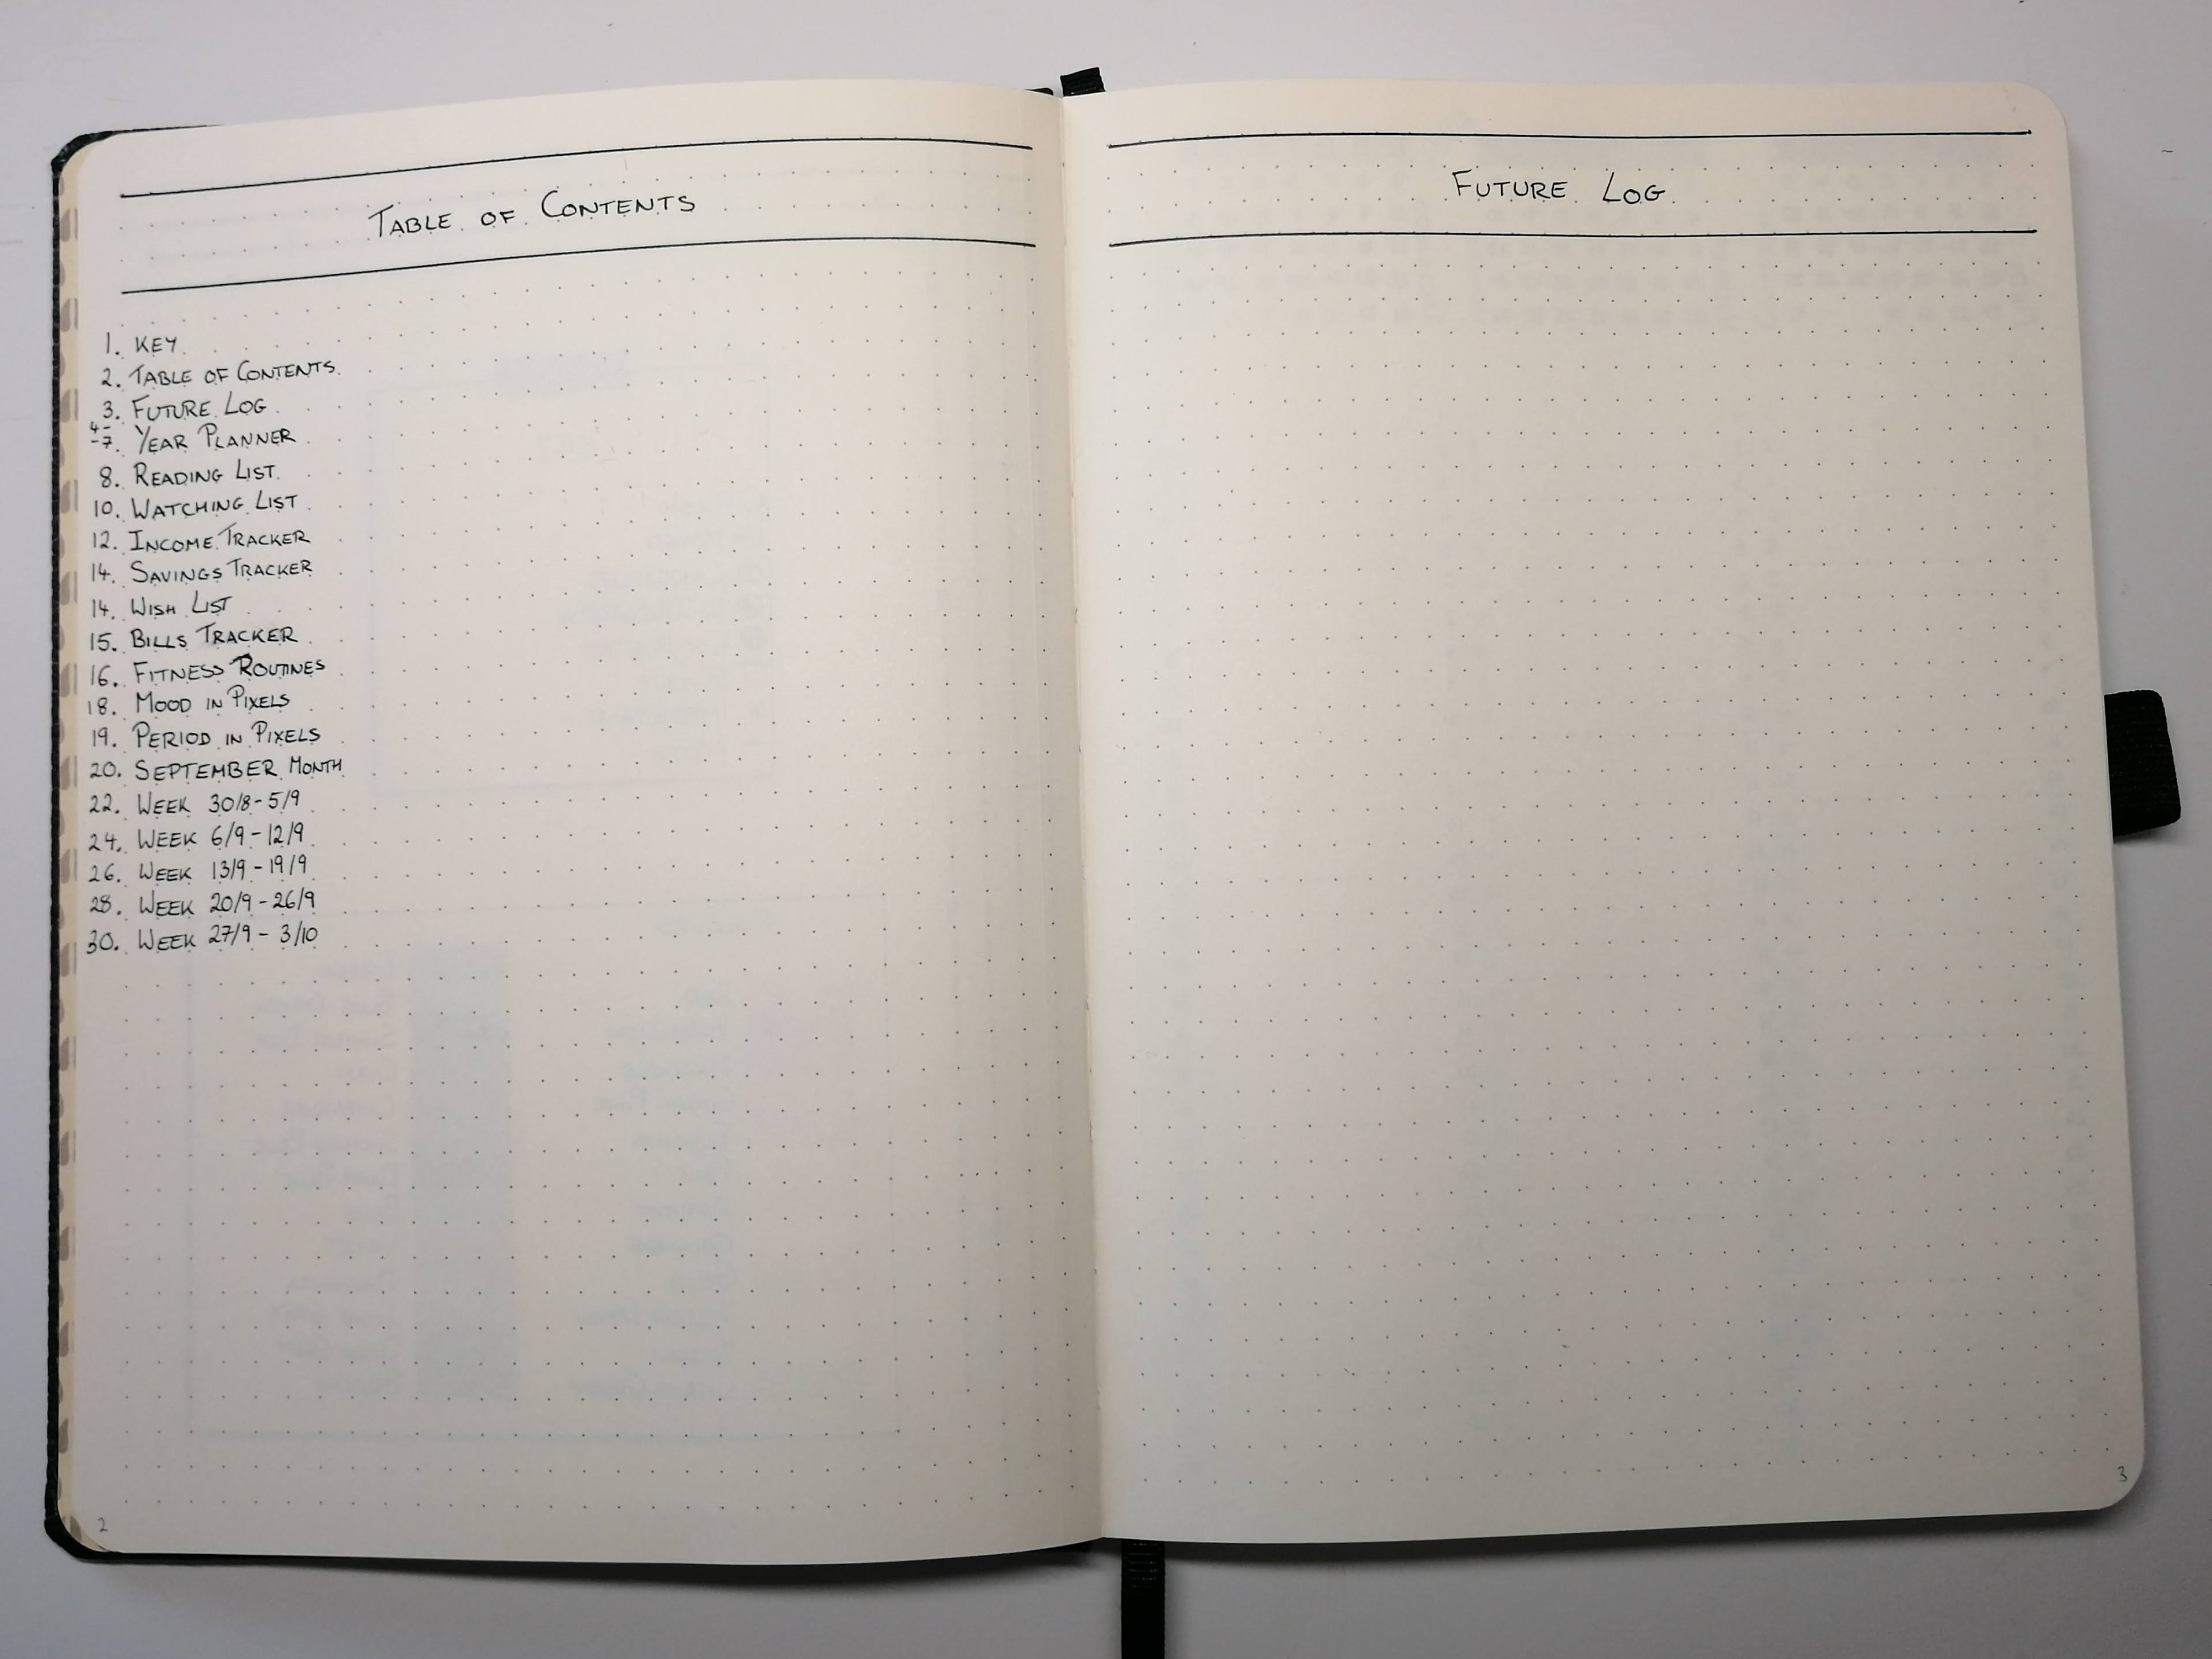 TABLE OF CONTENTS
1. KEY
2. TABLE OF CONTENTS
3. FUTURE LOG
4-
-7. YEAR PLANNER
8. READING LIST
10. WATCHING LIST
12. INCOME TRACKER
14. SAVINGS TRACKER
14. WISH LIST
15. BILLS TRACKER
16. FITNESS ROUTINES
18. MOOD IN PIXELS
19. PERIOD IN PIXELS
20. SEPTEMBER MONTH
22. WEEK 30/8-5/9
24. WEEK 6/9-12/9
26. WEEK 13/9-19/9
28. WEEK 20/9-26/9
30. WEEK 27/9-3/10
2
FUTURE LOG
3